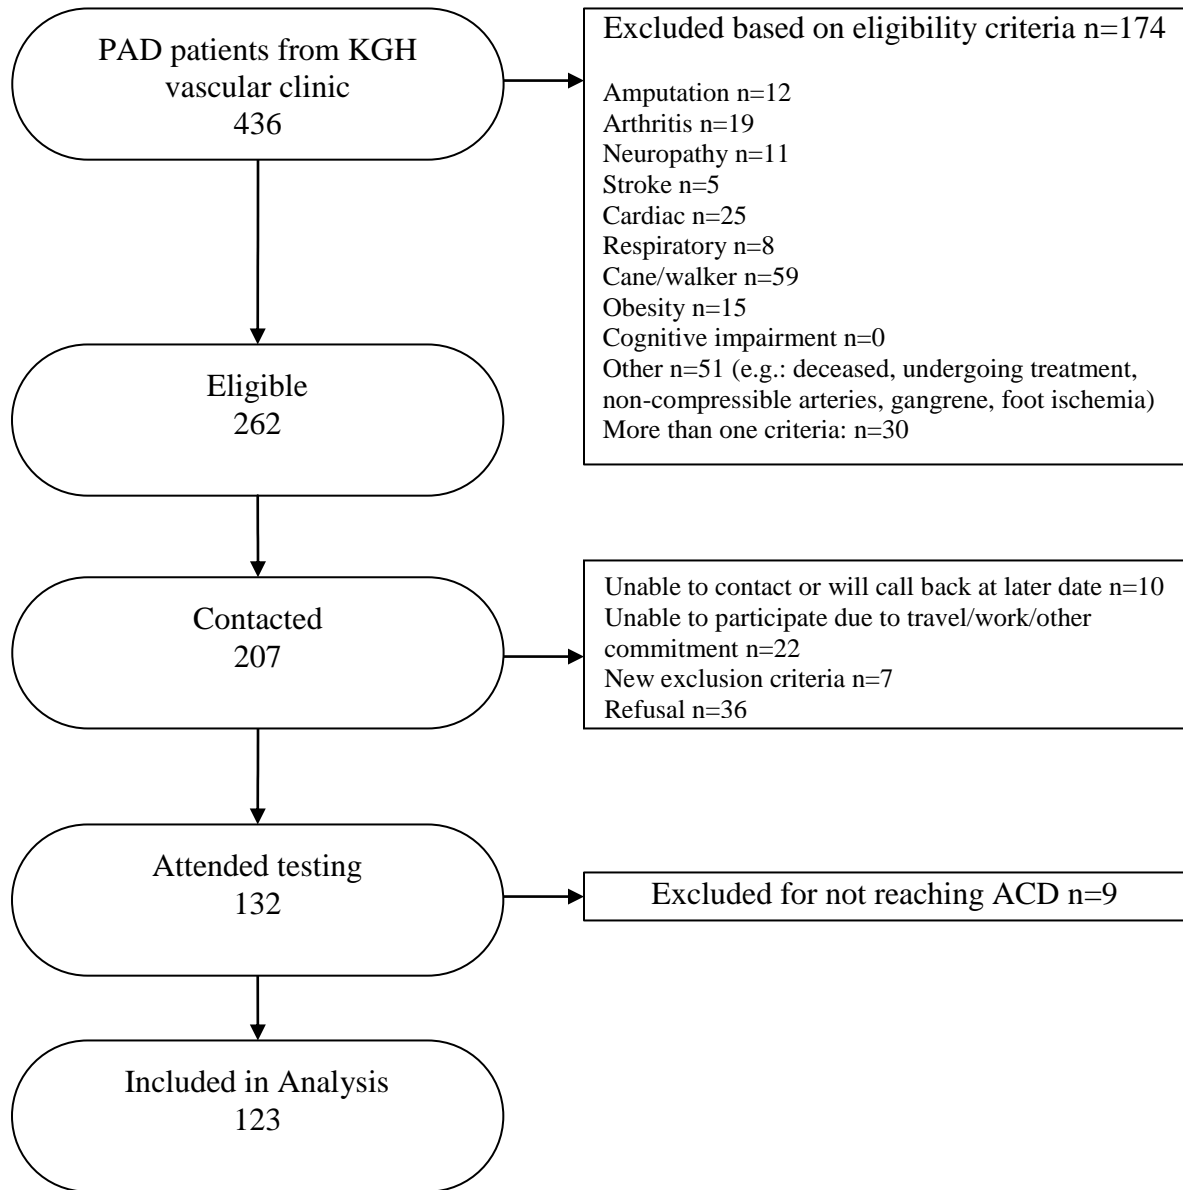 PAD patients from KGH
vascular clinic
436
Excluded based on eligibility criteria n=174
Amputation n=12
Arthritis n=19
Neuropathy n=11
Stroke n=5
Cardiac n=25
Respiratory n=8
Cane/walker n=59
Obesity n=15
Cognitive impairment n=0
Other n=51 (e.g.: deceased, undergoing treatment,
non-compressible arteries, gangrene, foot ischemia)
More than one criteria: n=30
Eligible
262
Contacted
207
Unable to contact or will call back at later date n=10
Unable to participate due to travel/work/other
commitment n=22
New exclusion criteria n=7
Refusal n=36
Attended testing
132
Excluded for not reaching ACD n=9
Included in Analysis
123